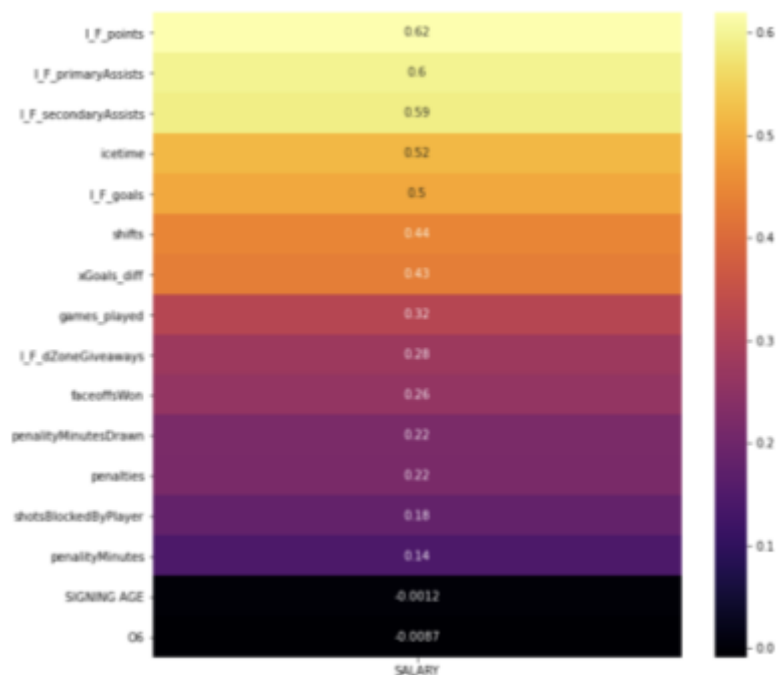 I_F_points 0.62
I_F_primaryAssists 0.6
I_F_secondaryAssists 0.59
icetime 0.52
I_F_goals 0.5
shifts 0.44
xGoals_diff 0.43
games_played 0.32
I_F_dZoneGiveaways 0.28
faceoffsWon 0.26
penalityMinutesDrawn 0.22
penalties 0.22
shotsBlockedByPlayer 0.18
penalityMinutes 0.14
SIGNING AGE -0.0012
O6 -0.0087
SALARY
0.6
0.5
0.4
0.3
0.2
0.1
0.0